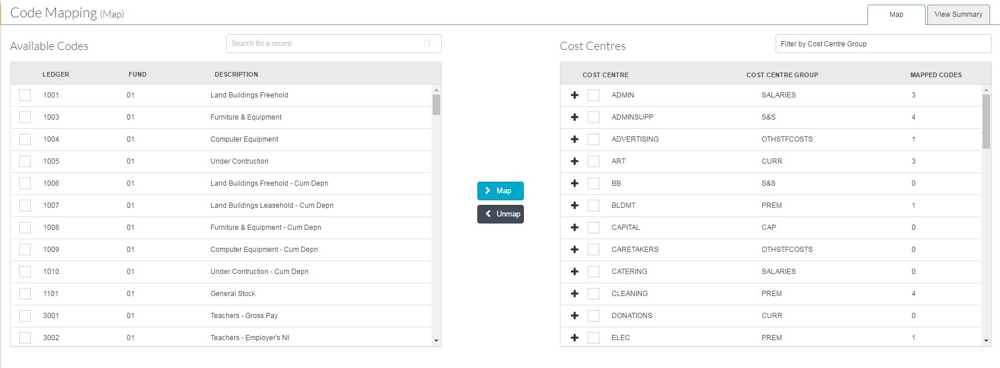 Code Mapping (Map)
Map
View Summary
Available Codes
Search for a record
Cost Centres
Filter by Cost Centre Group
LEDGER FUND DESCRIPTION
1001 01 Land Buildings Freehold
1003 01 Furniture & Equipment
1004 01 Computer Equipment
1005 01 Under Contruction
1006 01 Land Buildings Freehold - Cum Depn
1007 01 Land Buildings Leasehold - Cum Depn
1008 01 Furniture & Equipment - Cum Depn
1009 01 Computer Equipment - Cum Depn
1010 01 Under Contruction - Cum Depn
1101 01 General Stock
3001 01 Teachers - Gross Pay
3002 01 Teachers - Employer's NI
Map
Unmap
COST CENTRE COST CENTRE GROUP MAPPED CODES
ADMIN SALARIES 3
ADMINSUPP S&S 4
ADVERTISING OTHSTFCOSTS 1
ART CURR 3
BB S&S 0
BLDMT PREM 1
CAPITAL CAP 0
CARETAKERS OTHSTFCOSTS 0
CATERING SALARIES 0
CLEANING PREM 4
DONATIONS CURR 0
ELEC PREM 1